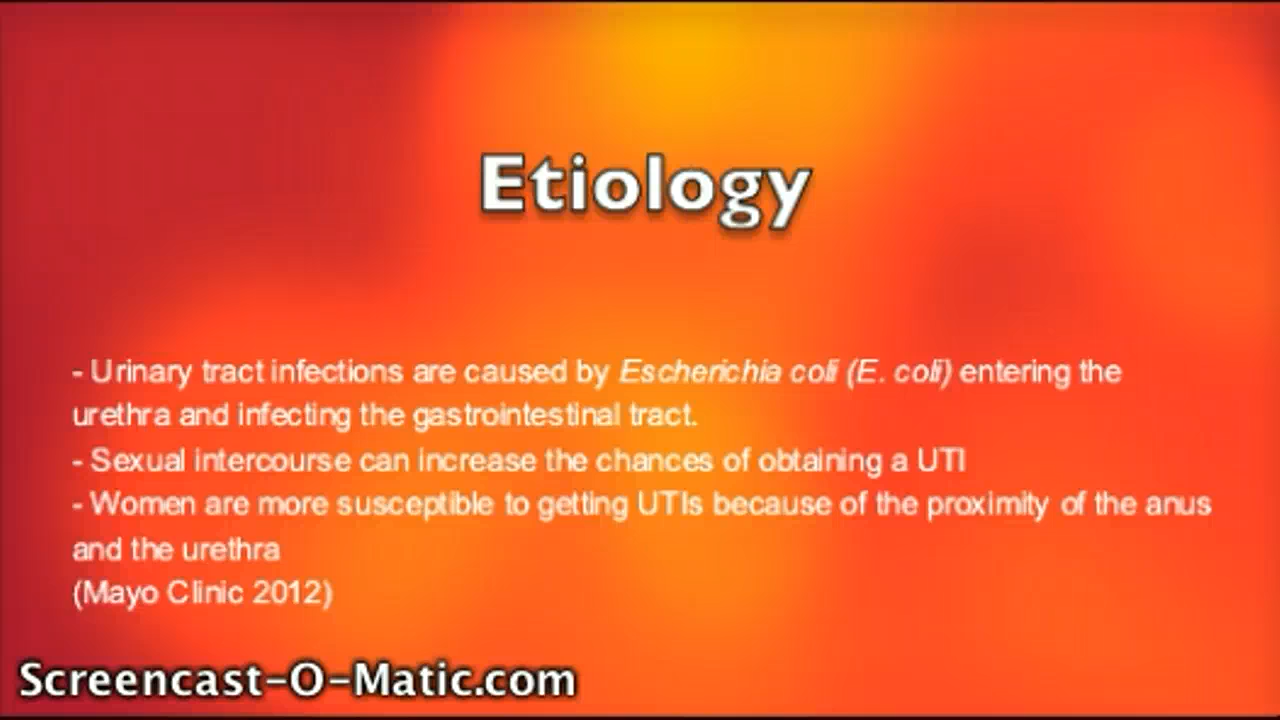 Etiology
- Urinary tract infections are caused by Escherichia coli (E. coli) entering the
urethra and infecting the gastrointestinal tract.
- Sexual intercourse can increase the chances of obtaining a UTI
- Women are more susceptible to getting UTIs because of the proximity of the anus
and the urethra
(Mayo Clinic 2012)
Screencast-O-Matic.com